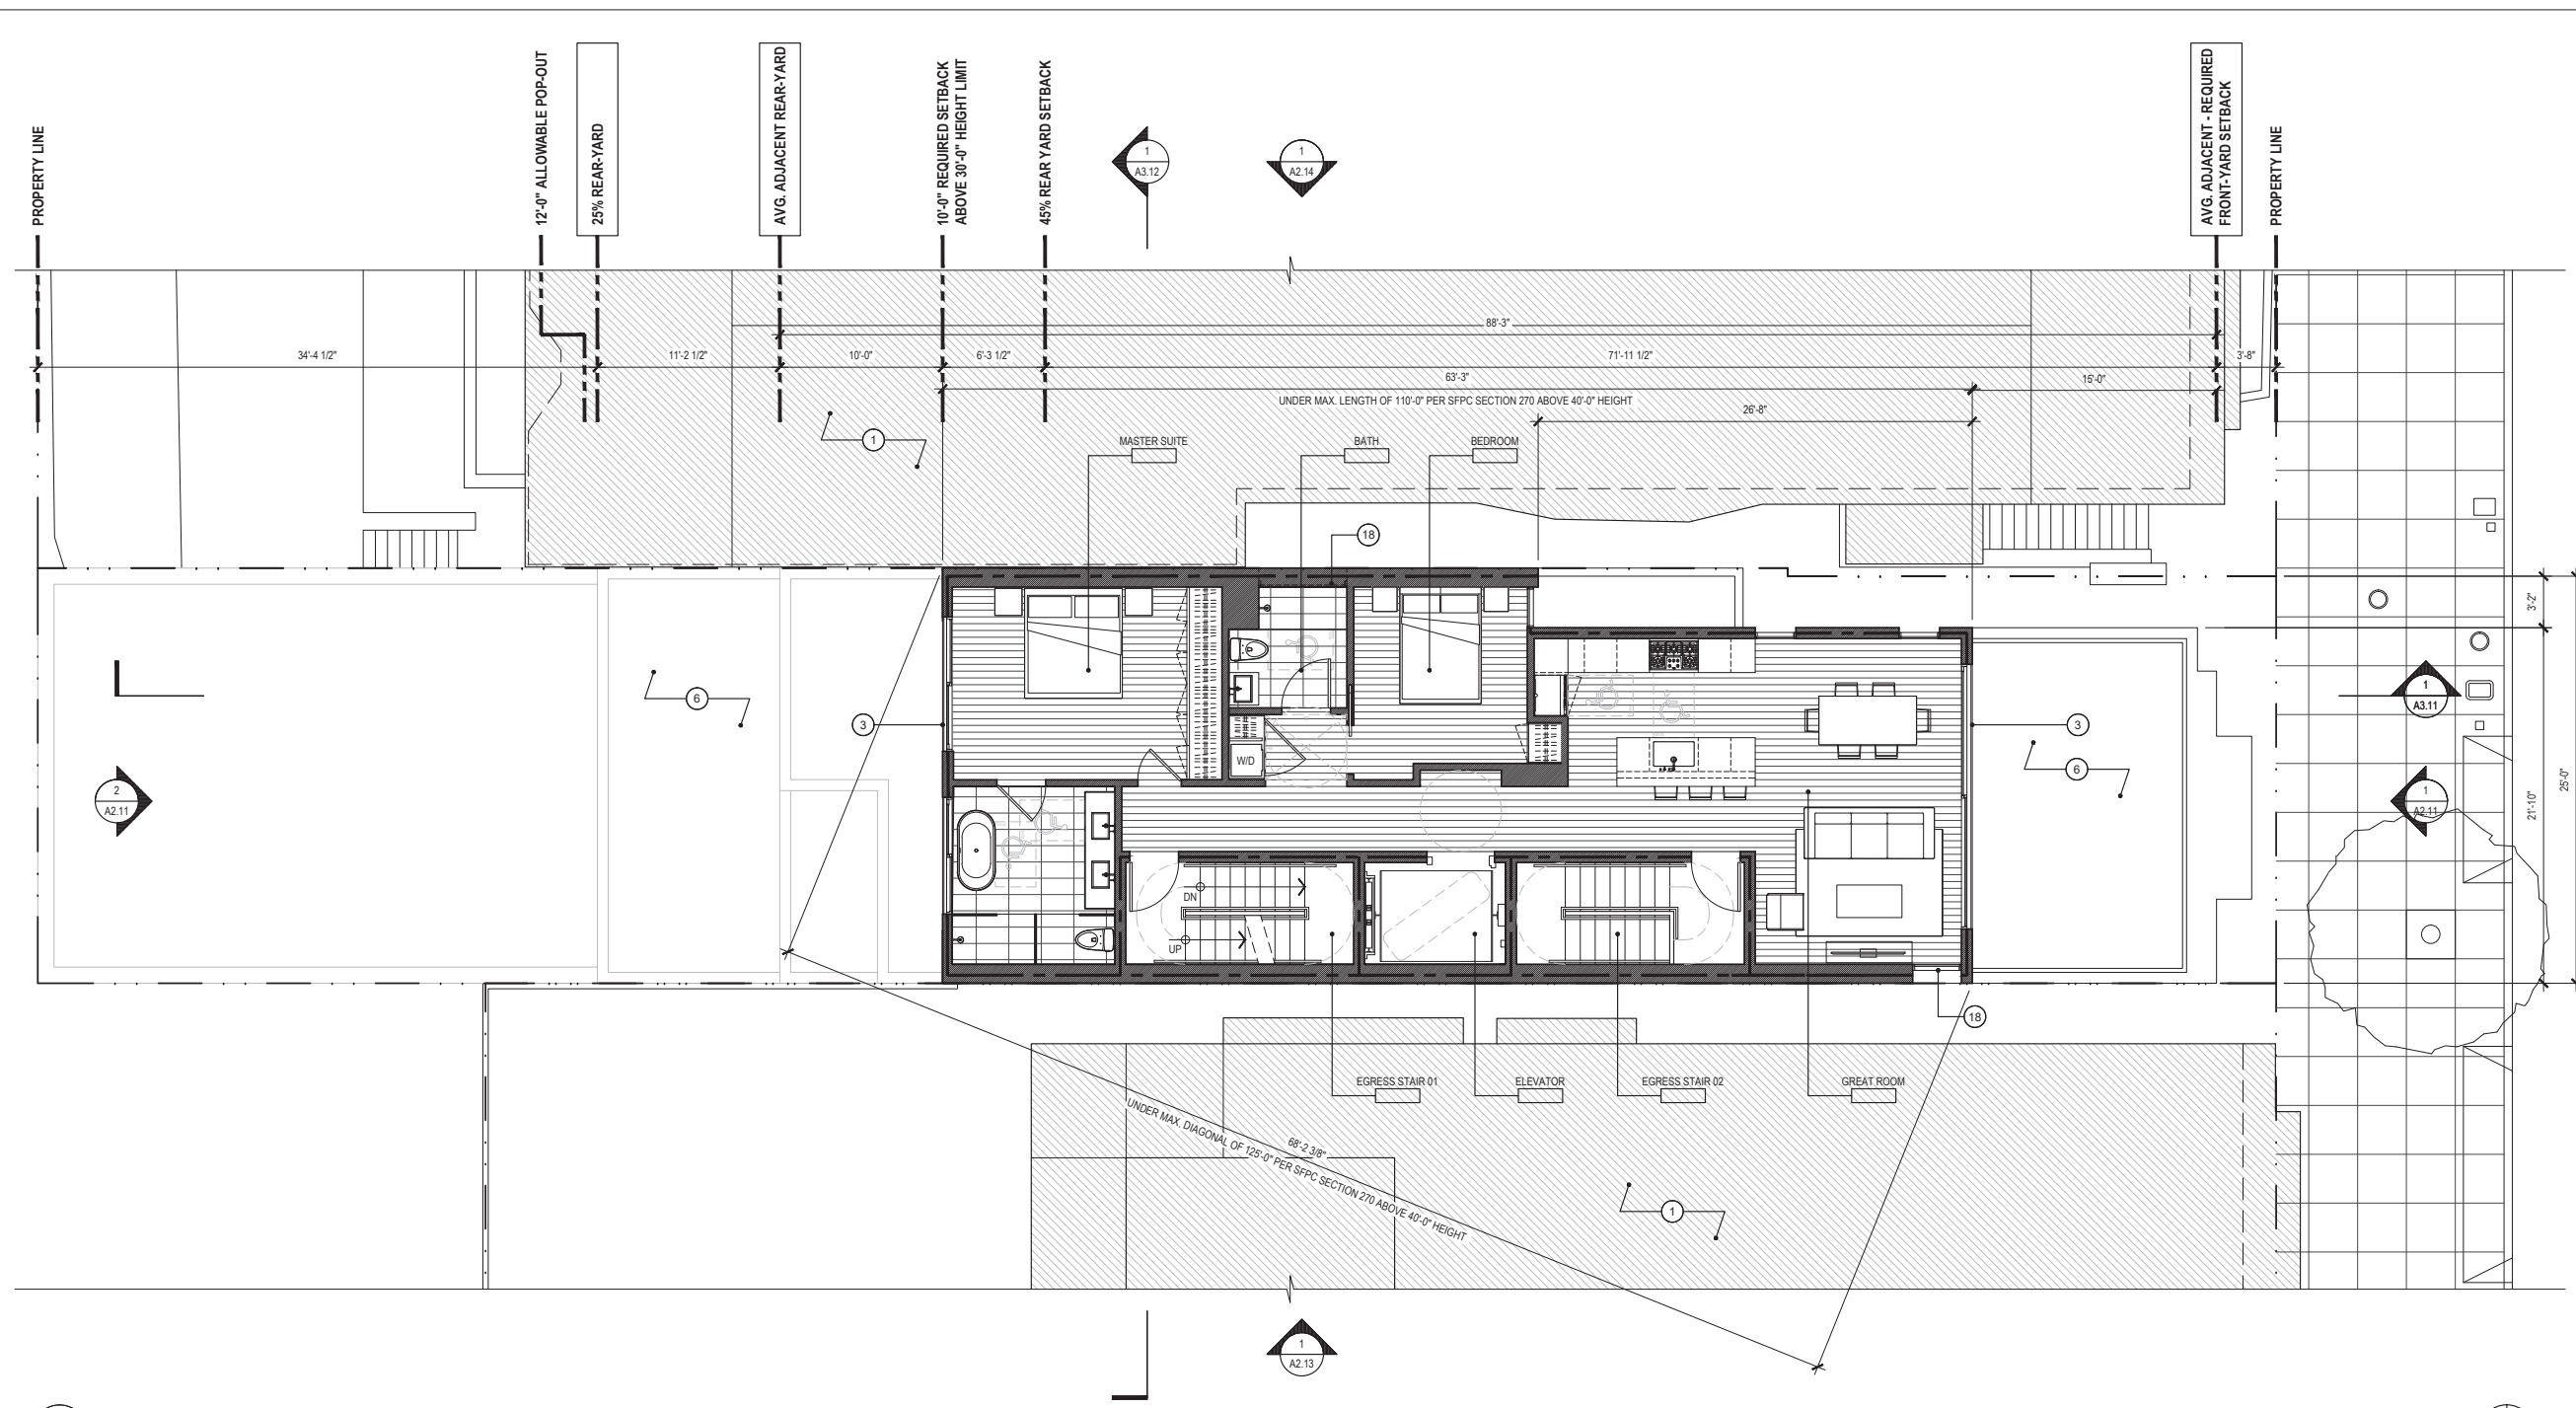 PROPERTY LINE
12'-0" ALLOWABLE POP-OUT
25% REAR-YARD
AVG. ADJACENT REAR-YARD
10'-0" REQUIRED SETBACK
ABOVE 30'-0" HEIGHT LIMIT
45% REAR YARD SETBACK
1
A3.12
1
A2.14
AVG. ADJACENT - REQUIRED
FRONT-YARD SETBACK
PROPERTY LINE
88'-3"
34'-4 1/2"
11'-2 1/2"
10'-0"
6'-3 1/2"
71'-11 1/2"
3'-8"
63'-3"
15'-0"
UNDER MAX. LENGTH OF 110'-0" PER SFPC SECTION 270 ABOVE 40'-0" HEIGHT
26'-8"
1
MASTER SUITE
BATH
BEDROOM
18
3'-2"
6
3
3
6
1
A3.11
W/D
25'-0"
2
A2.11
1
A2.11
21'-10"
DN
UP
18
EGRESS STAIR 01
ELEVATOR
EGRESS STAIR 02
GREAT ROOM
68'-2 3/8"
UNDER MAX. DIAGONAL OF 125'-0" PER SFPC SECTION 270 ABOVE 40'-0" HEIGHT
1
1
A2.13